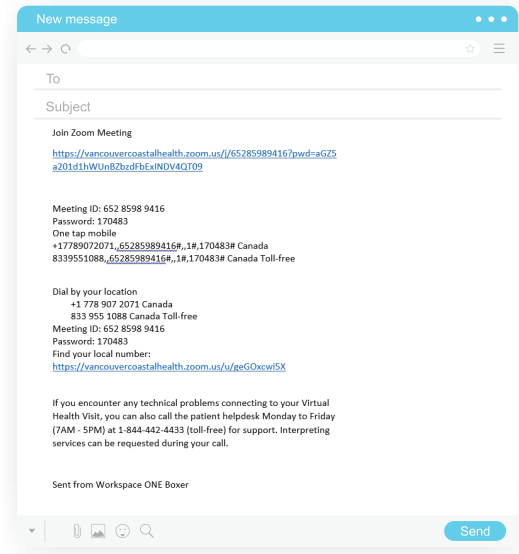 New message
To
Subject
Join Zoom Meeting
https://vancouvercoastalhealth.zoom.us/j/65285989416?pwd=aGZ5
a201d1hWUnBZbzdFbExINDV4QT09
Meeting ID: 652 8598 9416
Password: 170483
One tap mobile
+17789072071,,65285989416#,,1#,170483# Canada
8339551088,,65285989416#,,1#,170483# Canada Toll-free
Dial by your location
+1 778 907 2071 Canada
833 955 1088 Canada Toll-free
Meeting ID: 652 8598 9416
Password: 170483
Find your local number:
https://vancouvercoastalhealth.zoom.us/u/geGOxcwi5X
If you encounter any technical problems connecting to your Virtual
Health Visit, you can also call the patient helpdesk Monday to Friday
(7AM - 5PM) at 1-844-442-4433 (toll-free) for support. Interpreting
services can be requested during your call.
Sent from Workspace ONE Boxer
Send